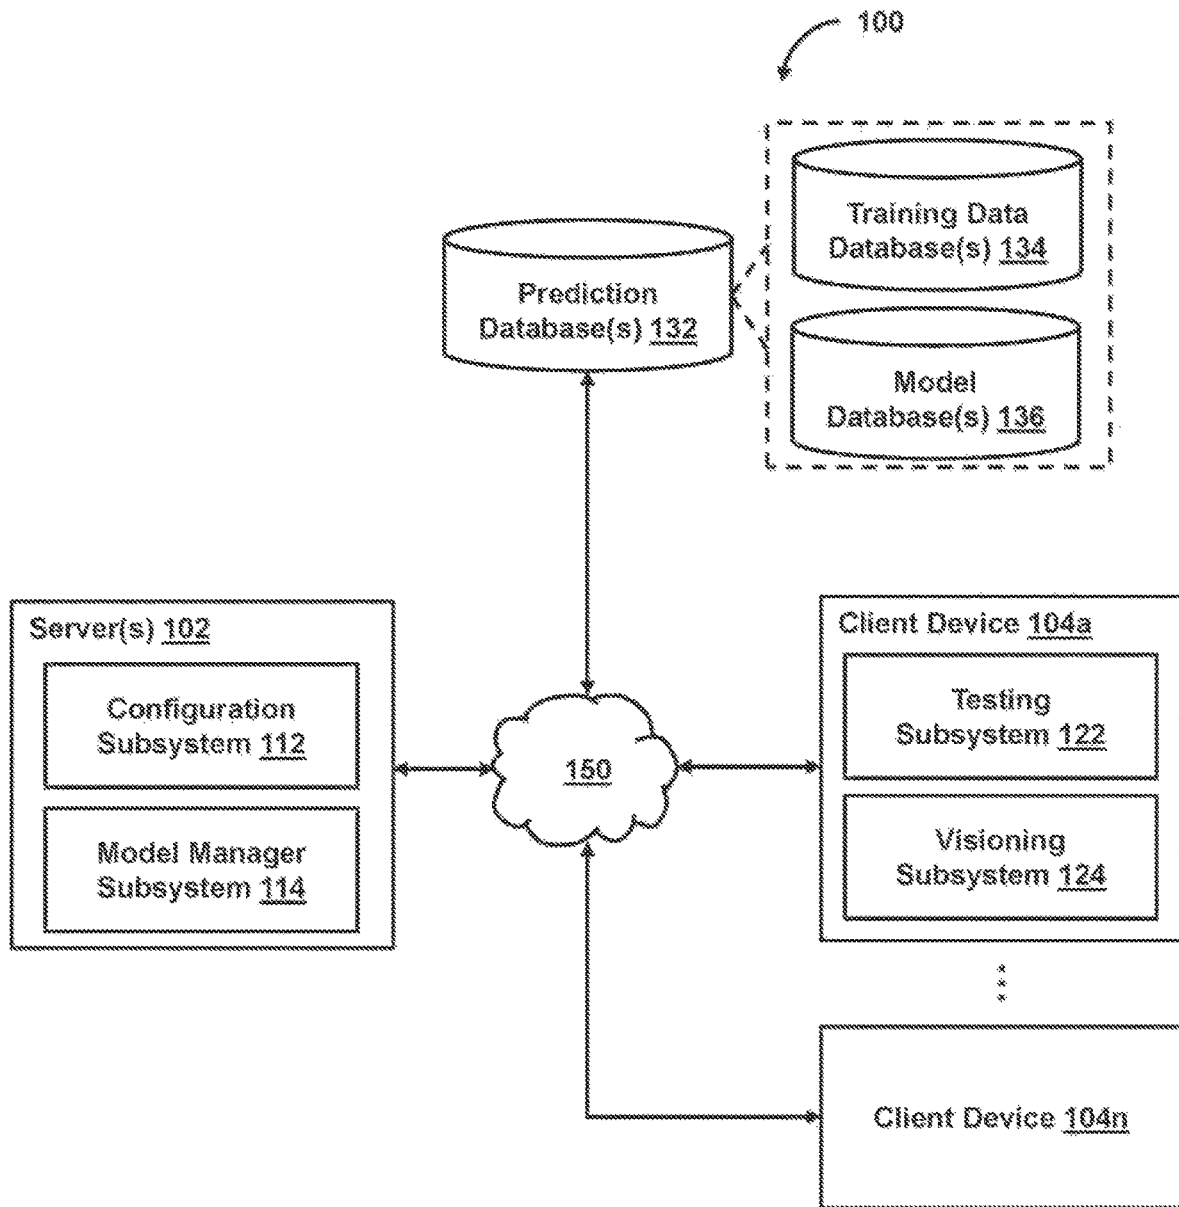 100
Training Data
Database(s) 134
Prediction
Database(s) 132
Model
Database(s) 136
Server(s) 102
Configuration
Subsystem 112
Model Manager
Subsystem 114
150
Client Device 104a
Testing
Subsystem 122
Visioning
Subsystem 124
Client Device 104n